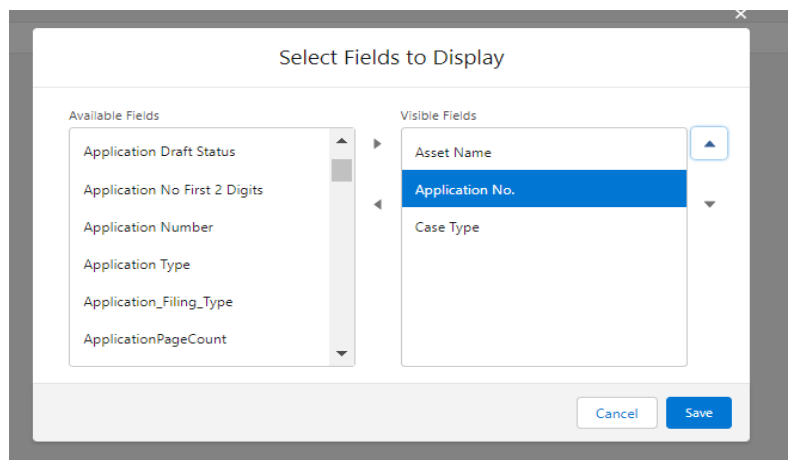 Select Fields to Display
Available Fields
Application Draft Status
Application No First 2 Digits
Application Number
Application Type
Application_Filing_Type
ApplicationPageCount
Visible Fields
Asset Name
Application No.
Case Type
Cancel
Save